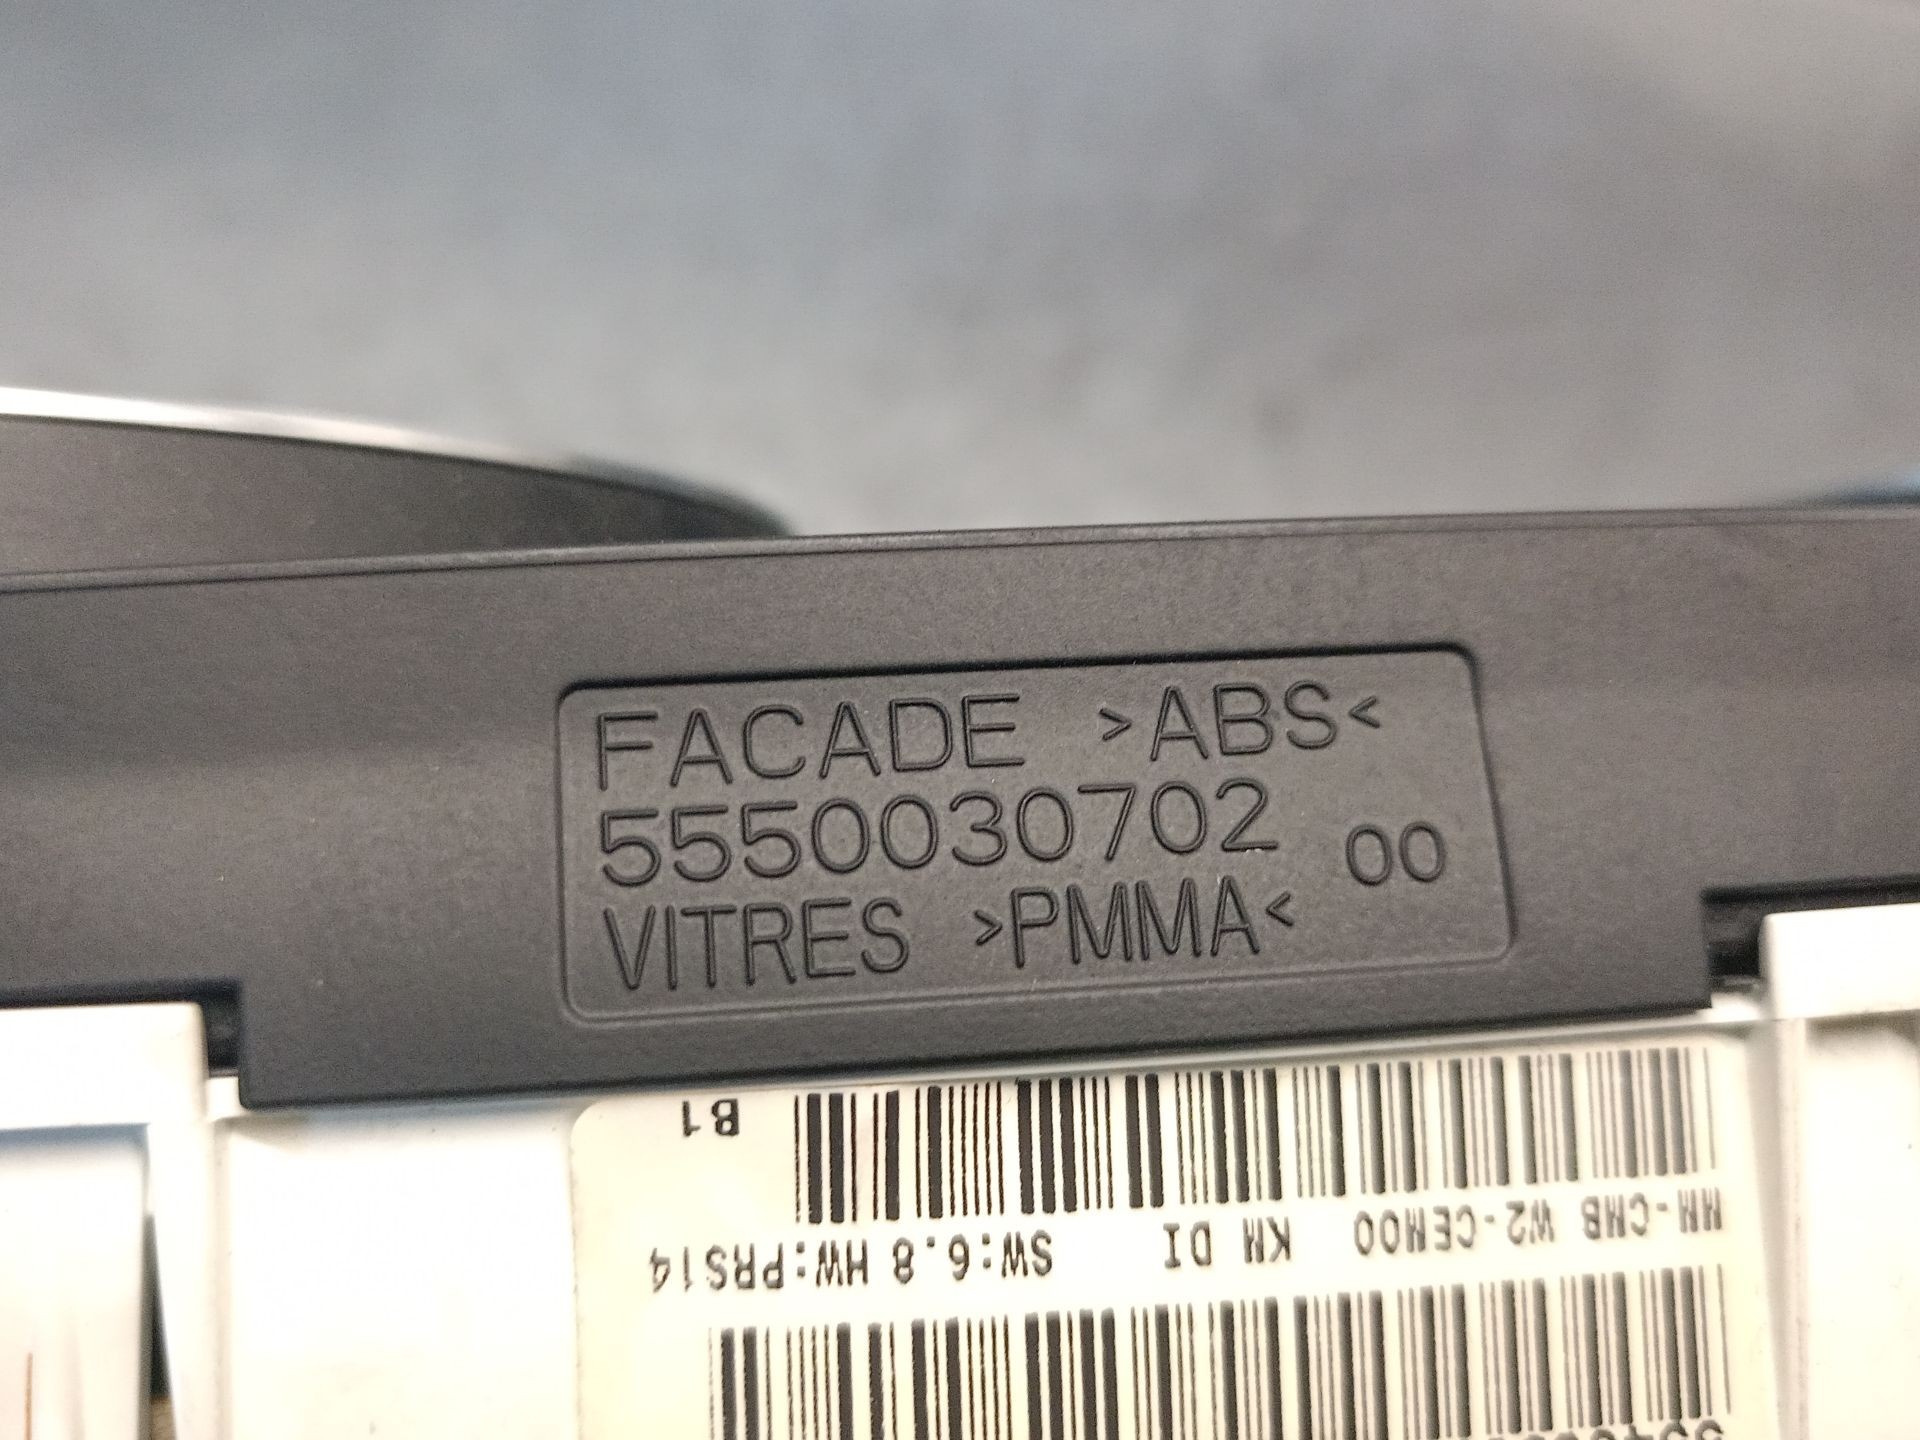 FACADE >ABS<
5550030702 00
VITRES >PMMA<
MM-CMB W2-CEM00 KM DI SW:6.8 HW:PRS14
B1